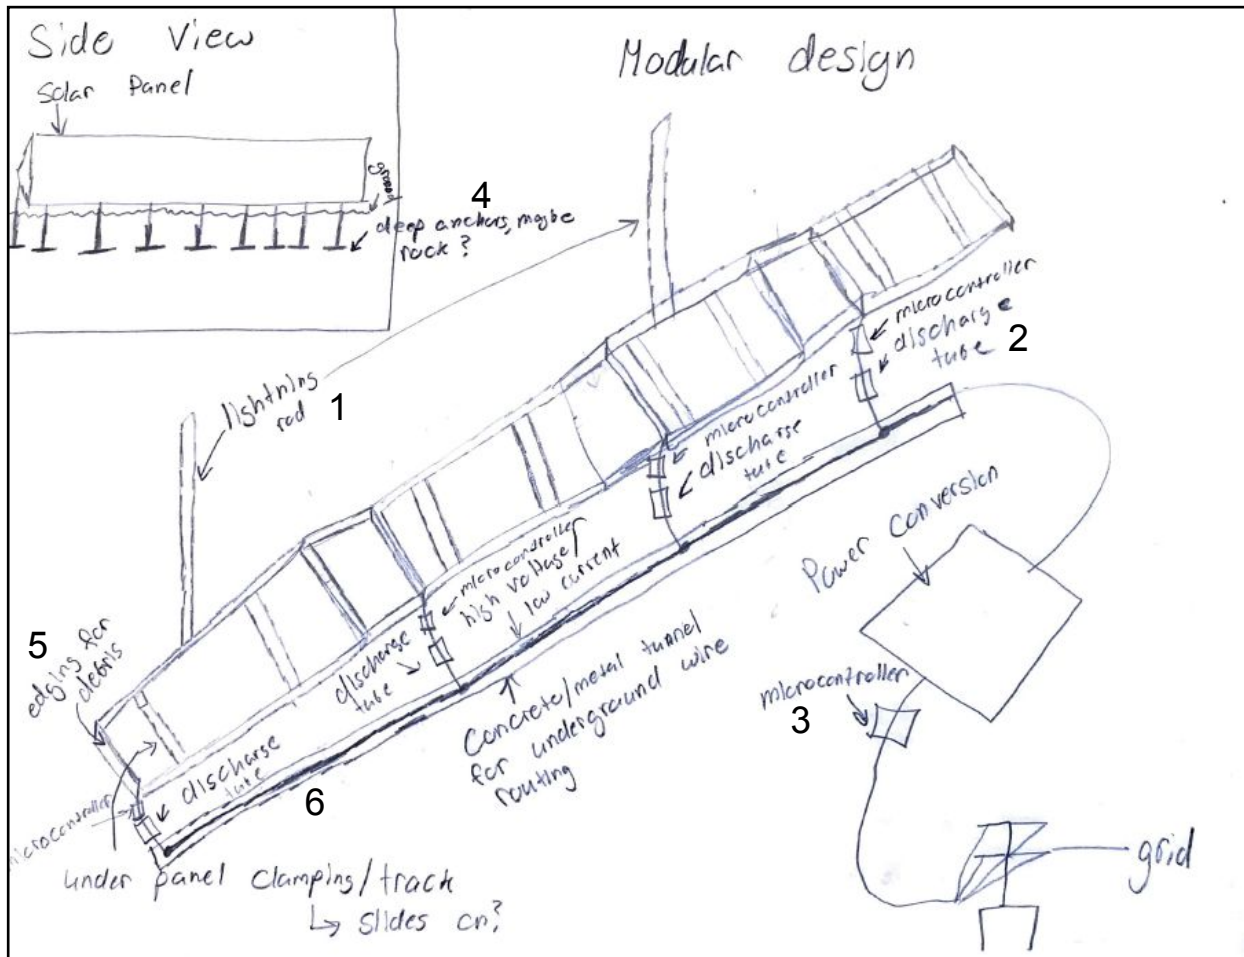 Side View
Solar Panel
ground
4
deep anchors, maybe
rock?
Modular design
lightning
rod
1
microcontroller
discharge
tube
2
microcontroller
discharge
tube
microcontroller
high voltage/
low current
discharge
tube
Power conversion
microcontroller
3
5
edging for
debris
discharge
tube
6
Concrete/metal tunnel
for underground wire
routing
microcontroller
under panel clamping/track
↳ slides on?
grid